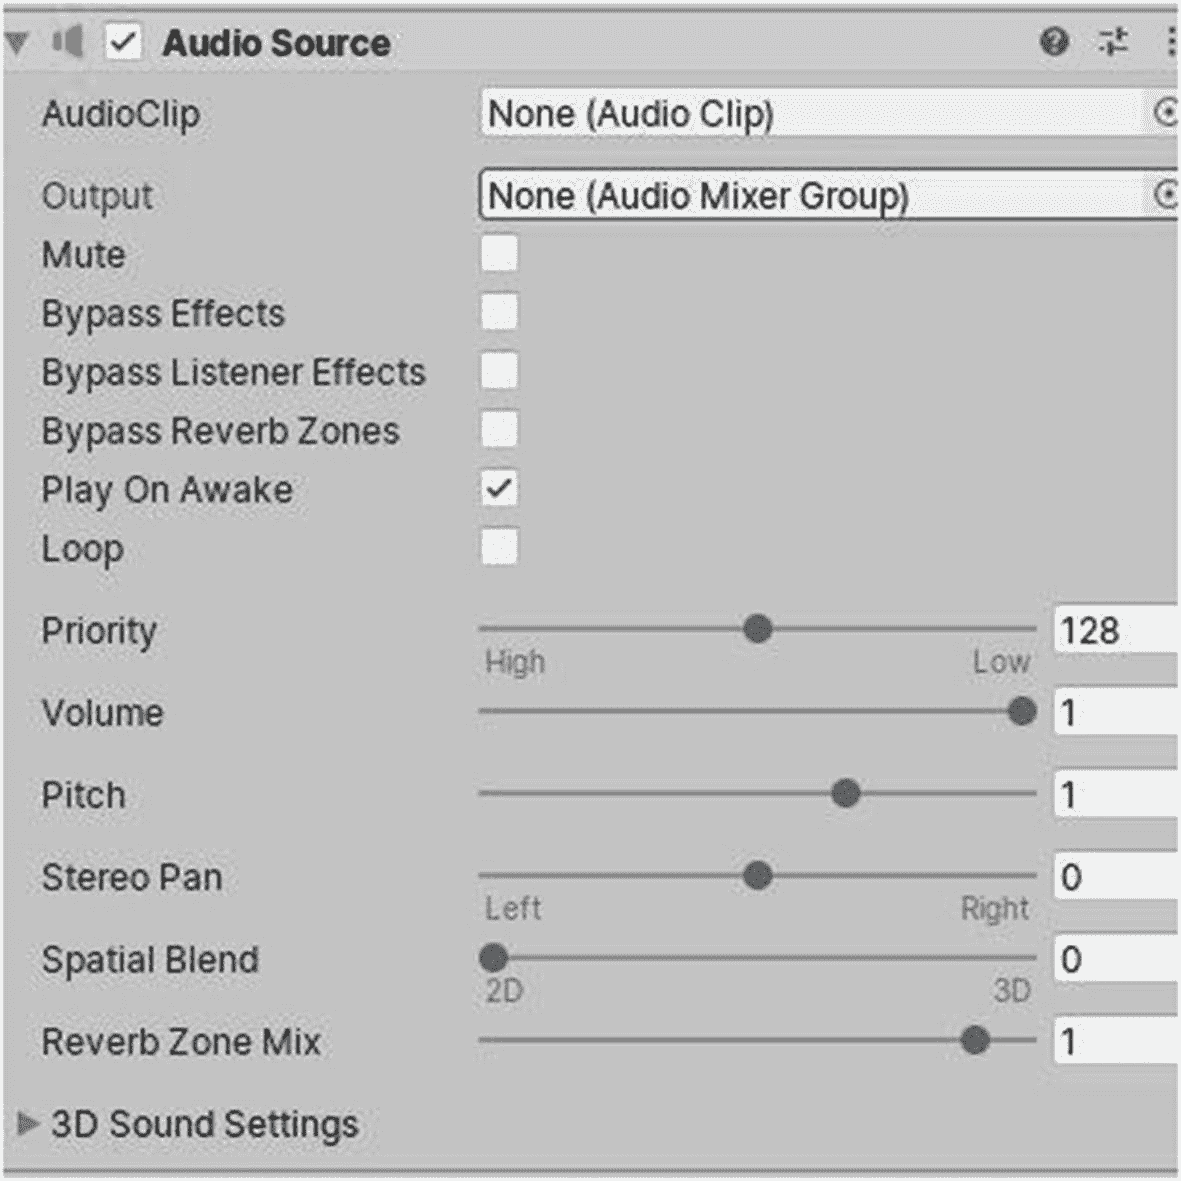 Audio Source
AudioClip None (Audio Clip)
Output None (Audio Mixer Group)
Mute
Bypass Effects
Bypass Listener Effects
Bypass Reverb Zones
Play On Awake
Loop
Priority 128
High Low
Volume 1
Pitch 1
Stereo Pan 0
Left Right
Spatial Blend 0
2D 3D
Reverb Zone Mix 1
3D Sound Settings